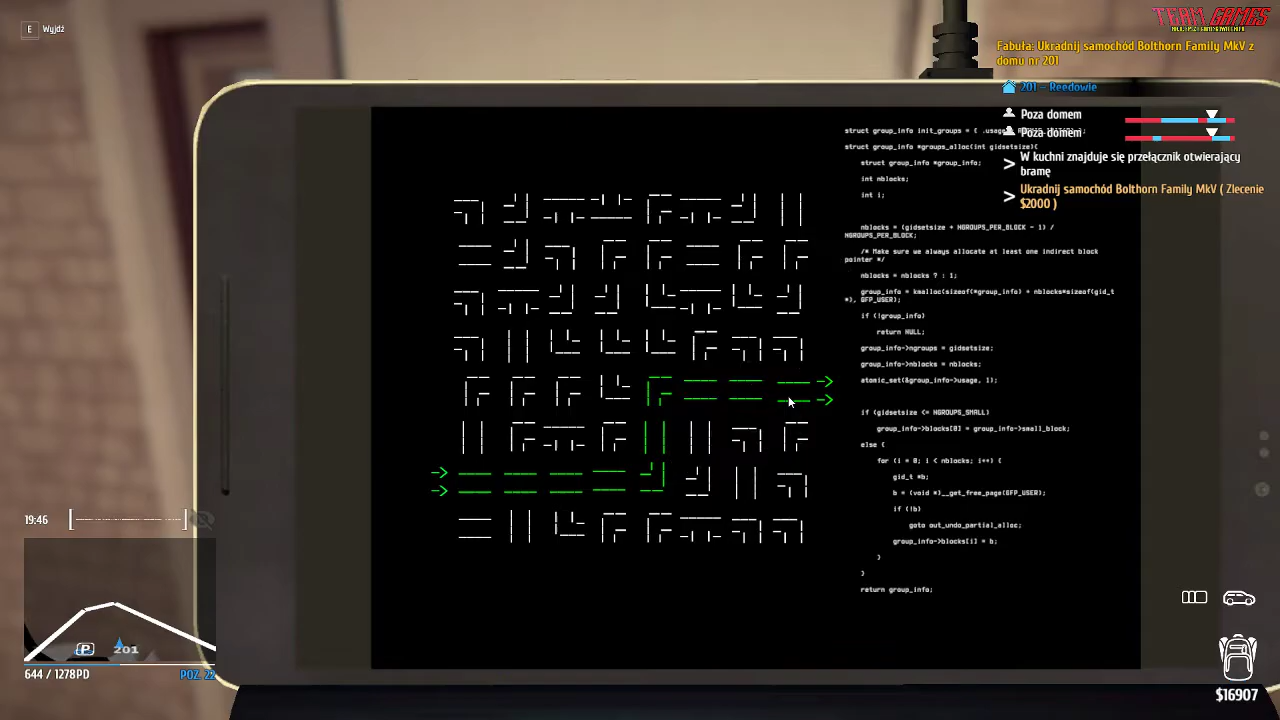 E Wyjdź
TEAM GAMES
Fabuła: Ukradnij samochód Bolthorn Family MkV z
domu nr 201
201 – Reedowie
Poza domem
Poza domem
> W kuchni znajduje się przełącznik otwierający
bramę
> Ukradnij samochód Bolthorn Family MkV ( Zlecenie
$2000 )
struct group_info init_groups = { .usag
struct group_info *groups_alloc(int gidsetsize){
struct group_info *group_info;
int nblocks;
int i;
nblocks = (gidsetsize + NGROUPS_PER_BLOCK - 1) /
NGROUPS_PER_BLOCK;
/* Make sure we always allocate at least one indirect block
pointer */
nblocks = nblocks ? : 1;
group_info = kmalloc(sizeof(*group_info) + nblocks*sizeof(gid_t
*), GFP_USER);
if (!group_info)
return NULL;
group_info->ngroups = gidsetsize;
group_info->nblocks = nblocks;
atomic_set(&group_info->usage, 1);
if (gidsetsize <= NGROUPS_SMALL)
group_info->blocks[0] = group_info->small_block;
else {
for (i = 0; i < nblocks; i++) {
gid_t *b;
b = (void *)__get_free_page(GFP_USER);
if (!b)
goto out_undo_partial_alloc;
group_info->blocks[i] = b;
}
}
return group_info;
19:46
P 201
644 / 1278PD
POZ. 22
$16907